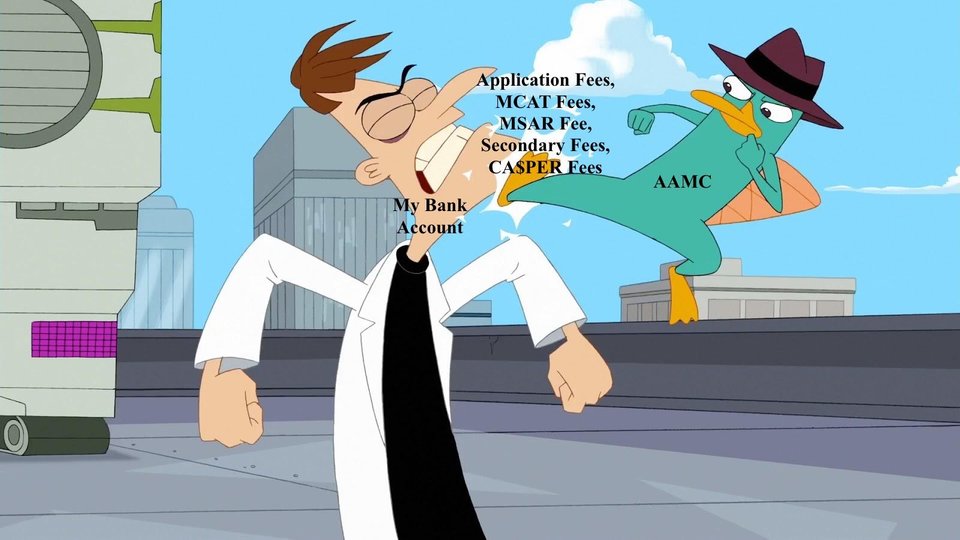 Application Fees,
MCAT Fees,
MSAR Fee,
Secondary Fees,
CA$PER Fees
AAMC
My Bank
Account